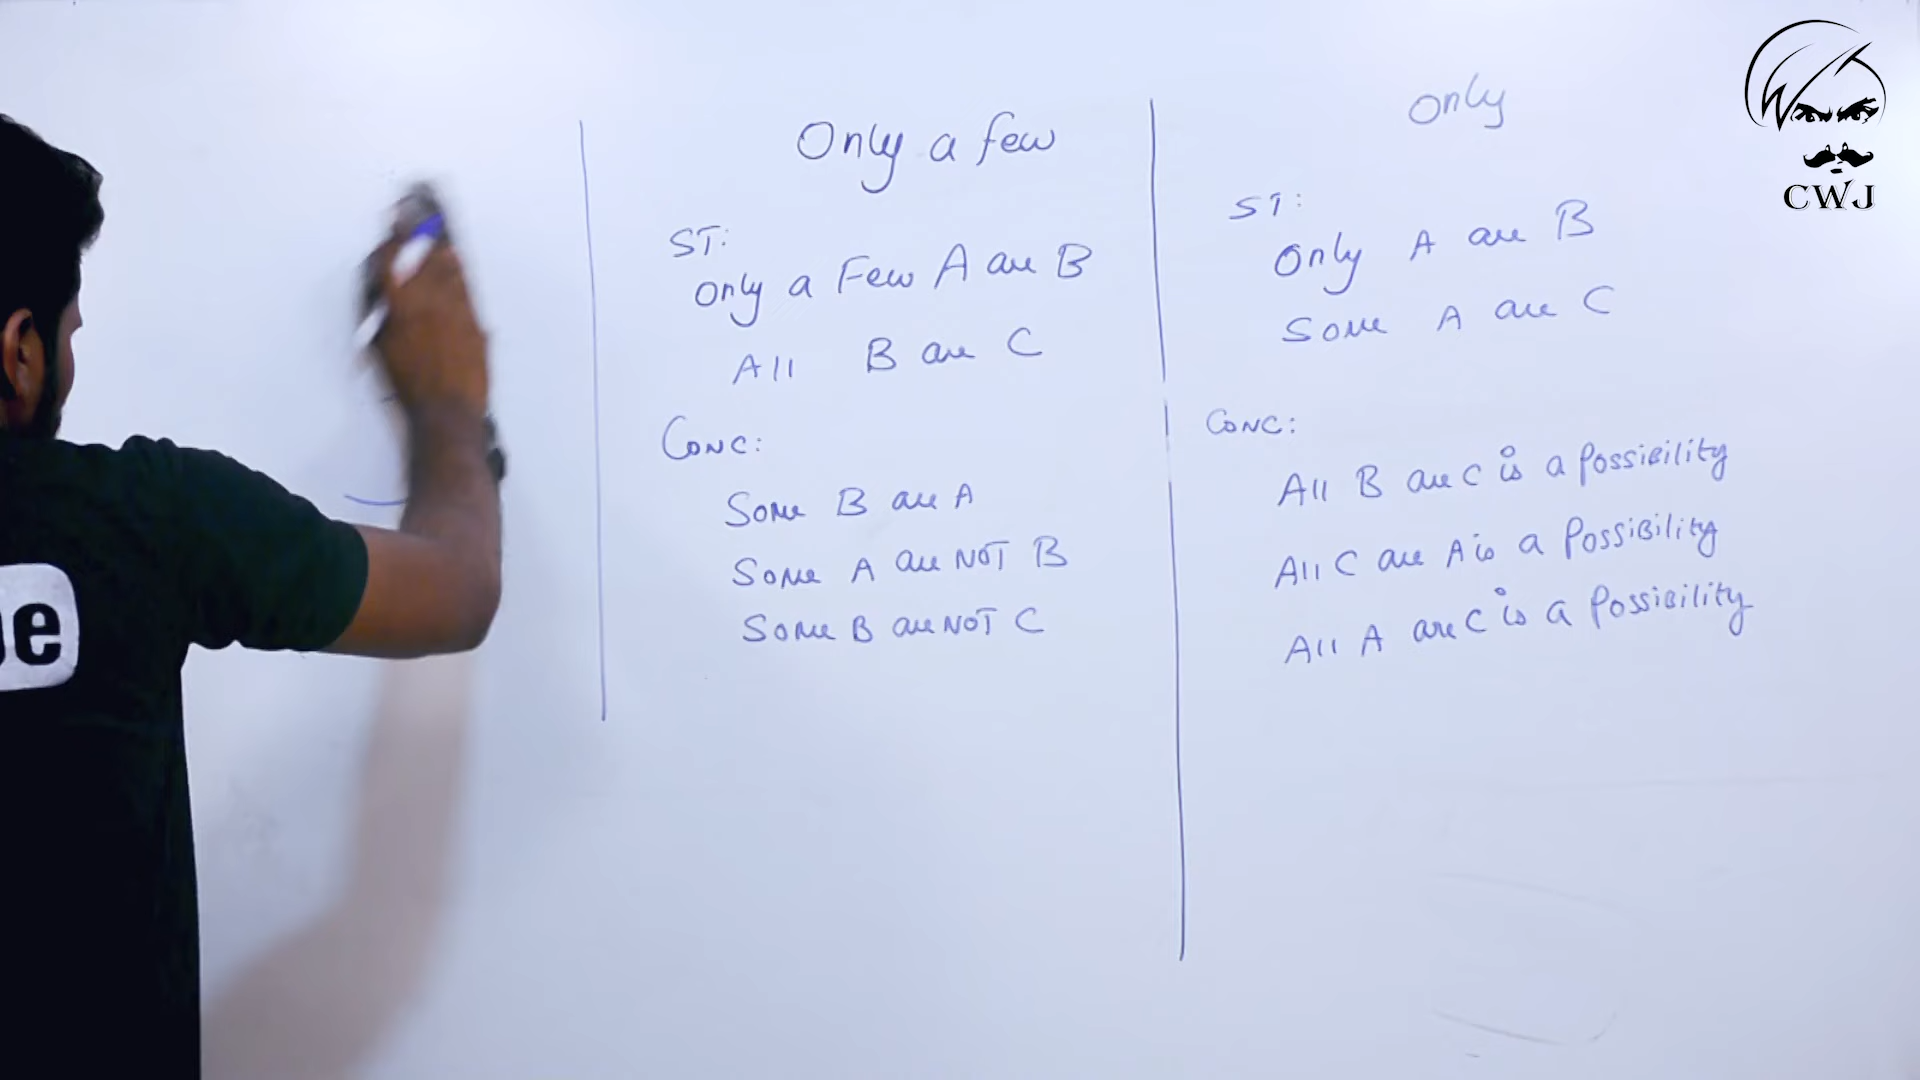 Only a few
ST:
Only a Few A are B
All B are C
CONC:
Some B are A
Some A are NOT B
Some B are NOT C
Only
ST:
Only A are B
Some A are C
CONC:
All B are C is a Possibility
All C are A is a Possibility
All A are C is a Possibility
CWJ